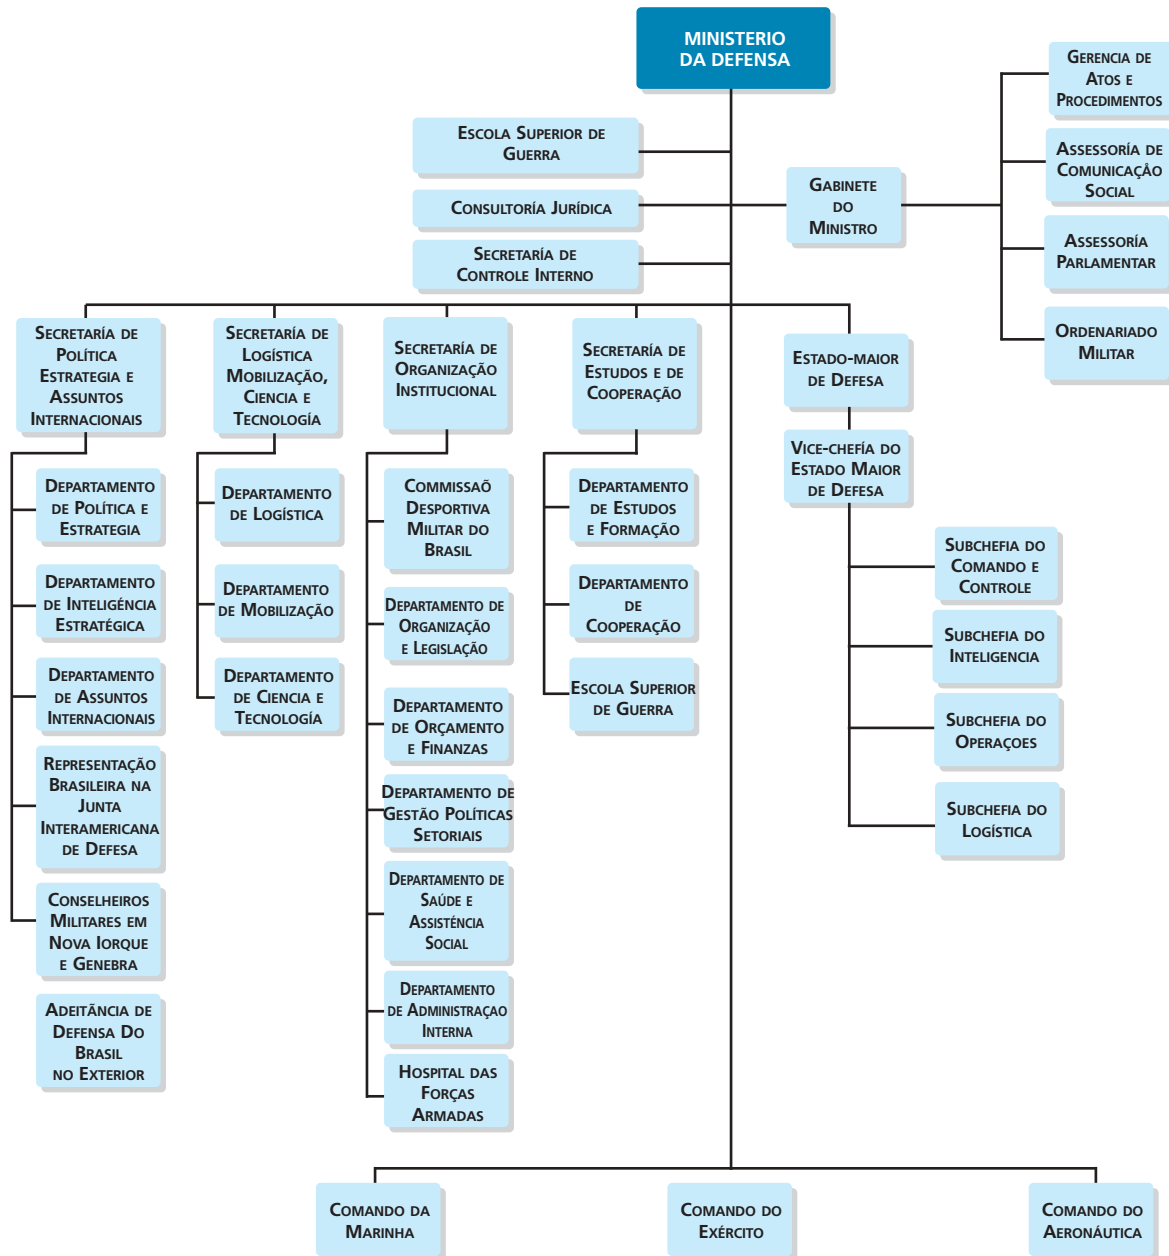 MINISTERIO
DA DEFENSA
GERENCIA DE
ATOS E
PROCEDIMENTOS
ESCOLA SUPERIOR DE
GUERRA
ASSESSORÍA DE
COMUNICAÇÅO
SOCIAL
GABINETE
DO
MINISTRO
CONSULTORÍA JURÍDICA
ASSESSORÍA
PARLAMENTAR
SECRETARÍA DE
CONTROLE INTERNO
ORDENARIADO
MILITAR
SECRETARÍA DE
POLÍTICA
ESTRATEGIA E
ASSUNTOS
INTERNACIONAIS
SECRETARÍA DE
LOGÍSTICA
MOBILIZAÇÃO,
CIENCIA E
TECNOLOGÍA
SECRETARÍA DE
ORGANIZAÇÃO
INSTITUCIONAL
SECRETARÍA DE
ESTUDOS E DE
COOPERAÇÃO
ESTADO-MAIOR
DE DEFESA
VICE-CHEFÍA DO
ESTADO MAIOR
DE DEFESA
DEPARTAMENTO
DE POLÍTICA E
ESTRATEGIA
DEPARTAMENTO
DE INTELIGÉNCIA
ESTRATÉGICA
DEPARTAMENTO
DE ASSUNTOS
INTERNACIONAIS
REPRESENTAÇÃO
BRASILEIRA NA
JUNTA
INTERAMERICANA
DE DEFESA
CONSELHEIROS
MILITARES EM
NOVA IORQUE
E GENEBRA
ADEITÂNCIA DE
DEFENSA DO
BRASIL
NO EXTERIOR
DEPARTAMENTO
DE LOGÍSTICA
DEPARTAMENTO
DE MOBILIZAÇÃO
DEPARTAMENTO
DE CIENCIA E
TECNOLOGÍA
COMMISSAÕ
DESPORTIVA
MILITAR DO
BRASIL
DEPARTAMENTO DE
ORGANIZAÇÃO
E LEGISLAÇÃO
DEPARTAMENTO
DE ORÇAMENTO
E FINANZAS
DEPARTAMENTO DE
GESTÃO POLÍTICAS
SETORIAIS
DEPARTAMENTO DE
SAÚDE E
ASSISTÉNCIA
SOCIAL
DEPARTAMENTO
DE ADMINISTRAÇAO
INTERNA
HOSPITAL DAS
FORÇAS
ARMADAS
DEPARTAMENTO
DE ESTUDOS
E FORMAÇÃO
DEPARTAMENTO
DE
COOPERAÇÃO
ESCOLA SUPERIOR
DE GUERRA
SUBCHEFIA DO
COMANDO E
CONTROLE
SUBCHEFIA DO
INTELIGENCIA
SUBCHEFIA DO
OPERAÇOES
SUBCHEFIA DO
LOGÍSTICA
COMANDO DA
MARINHA
COMANDO DO
EXÉRCITO
COMANDO DO
AERONÁUTICA